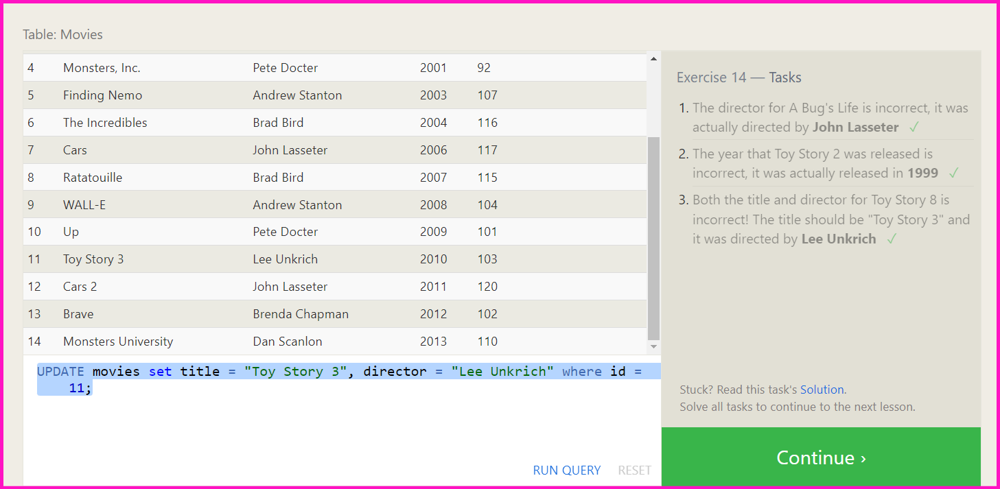 Table: Movies
4 Monsters, Inc. Pete Docter 2001 92
5 Finding Nemo Andrew Stanton 2003 107
6 The Incredibles Brad Bird 2004 116
7 Cars John Lasseter 2006 117
8 Ratatouille Brad Bird 2007 115
9 WALL-E Andrew Stanton 2008 104
10 Up Pete Docter 2009 101
11 Toy Story 3 Lee Unkrich 2010 103
12 Cars 2 John Lasseter 2011 120
13 Brave Brenda Chapman 2012 102
14 Monsters University Dan Scanlon 2013 110
UPDATE movies set title = "Toy Story 3", director = "Lee Unkrich" where id =
11;
RUN QUERY RESET
Exercise 14 — Tasks
1. The director for A Bug's Life is incorrect, it was
actually directed by John Lasseter ✓
2. The year that Toy Story 2 was released is
incorrect, it was actually released in 1999 ✓
3. Both the title and director for Toy Story 8 is
incorrect! The title should be "Toy Story 3" and
it was directed by Lee Unkrich ✓
Stuck? Read this task's Solution.
Solve all tasks to continue to the next lesson.
Continue ›